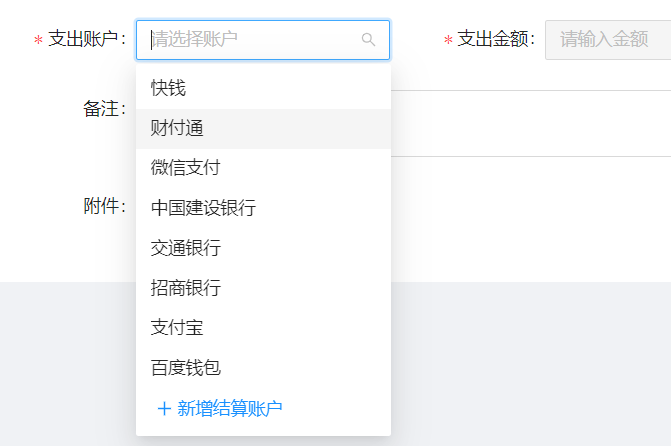 * 支出账户: 请选择账户 * 支出金额: 请输入金额
快钱
备注:
财付通
微信支付
附件:
中国建设银行
交通银行
招商银行
支付宝
百度钱包
+ 新增结算账户